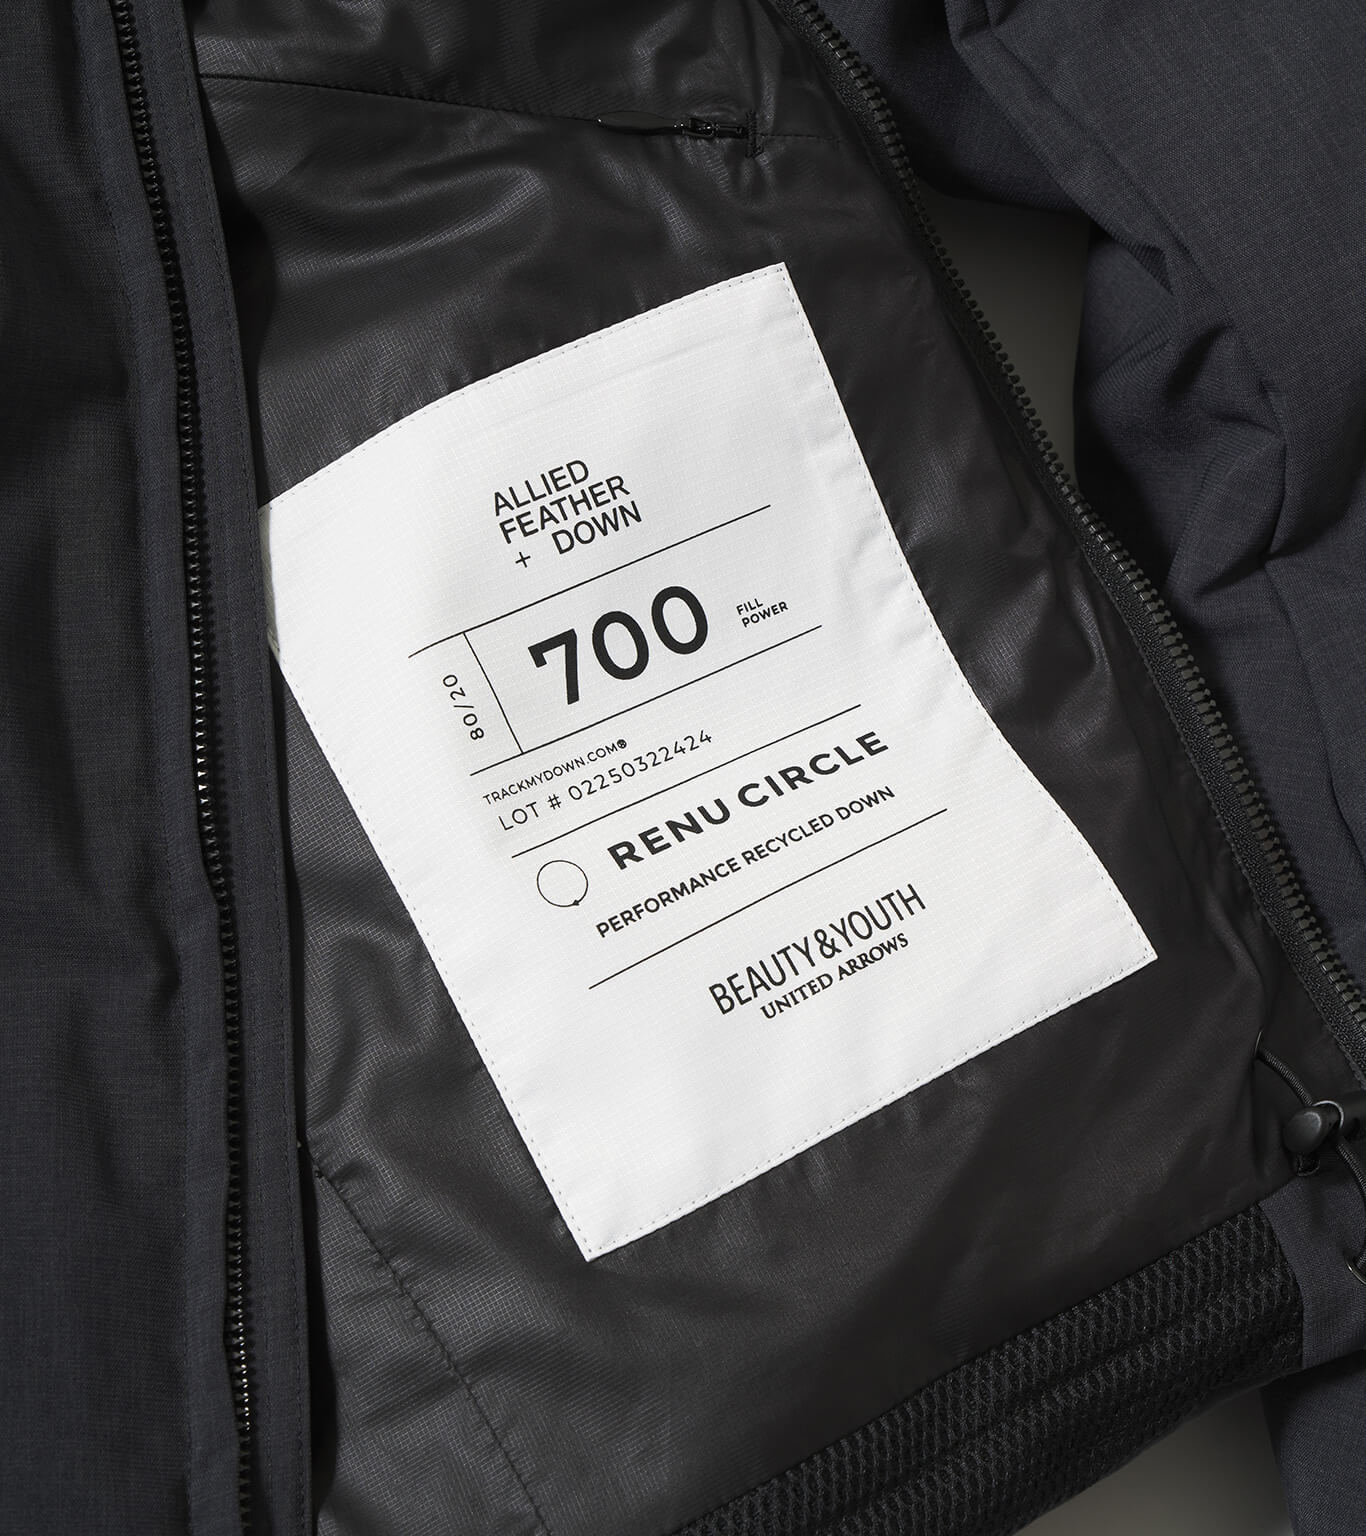 ALLIED
FEATHER
+ DOWN
80/20
700
FILL
POWER
TRACKMYDOWN.COM®
LOT # 02250322424
RENU CIRCLE
PERFORMANCE RECYCLED DOWN
BEAUTY&YOUTH
UNITED ARROWS